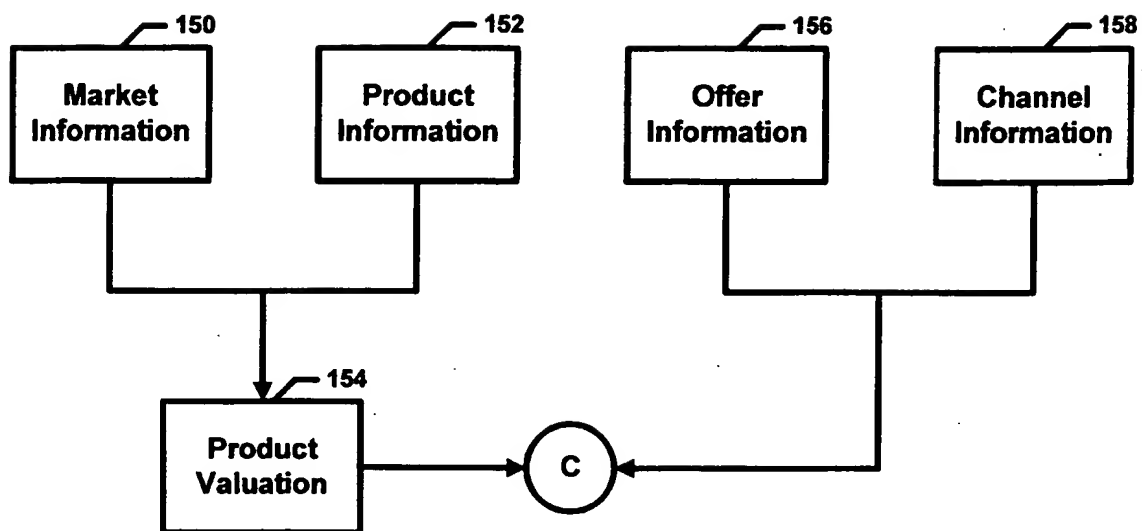 150
152
156
158
Market
Information
Product
Information
Offer
Information
Channel
Information
154
Product
Valuation
C